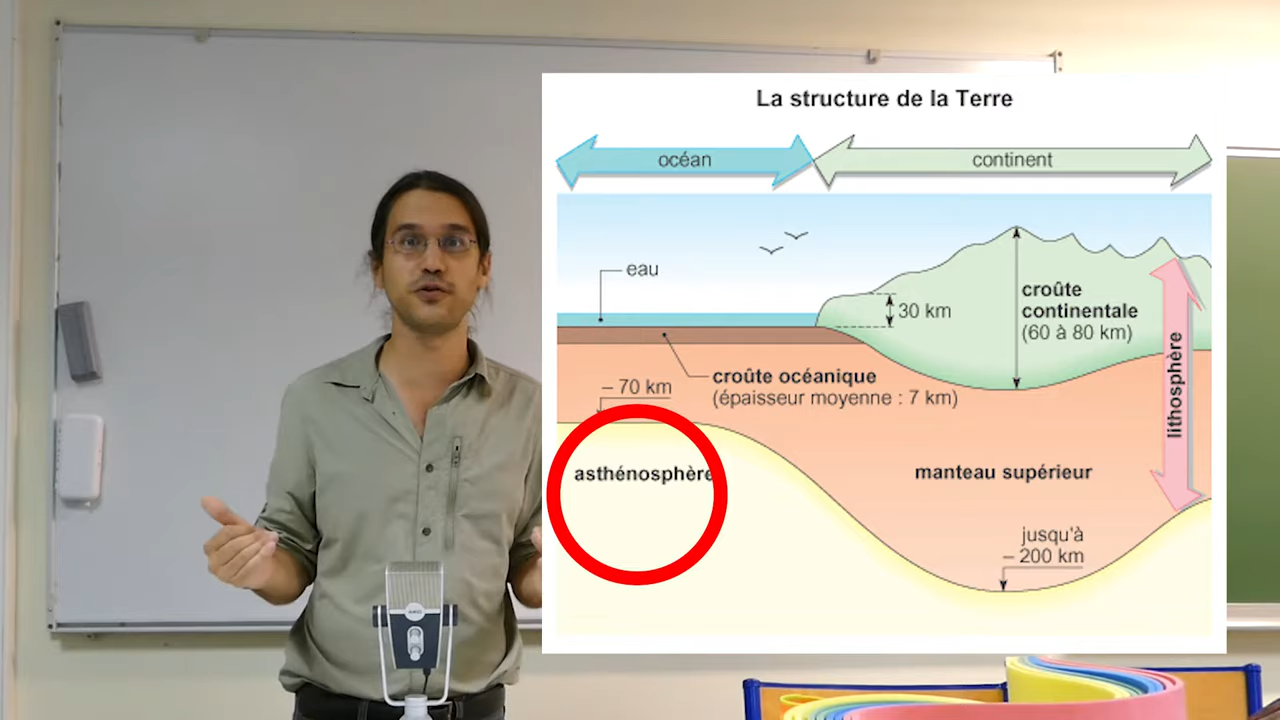 La structure de la Terre
océan
continent
eau
30 km
croûte
continentale
(60 à 80 km)
croûte océanique
(épaisseur moyenne : 7 km)
– 70 km
lithosphère
asthénosphère
manteau supérieur
jusqu'à
– 200 km